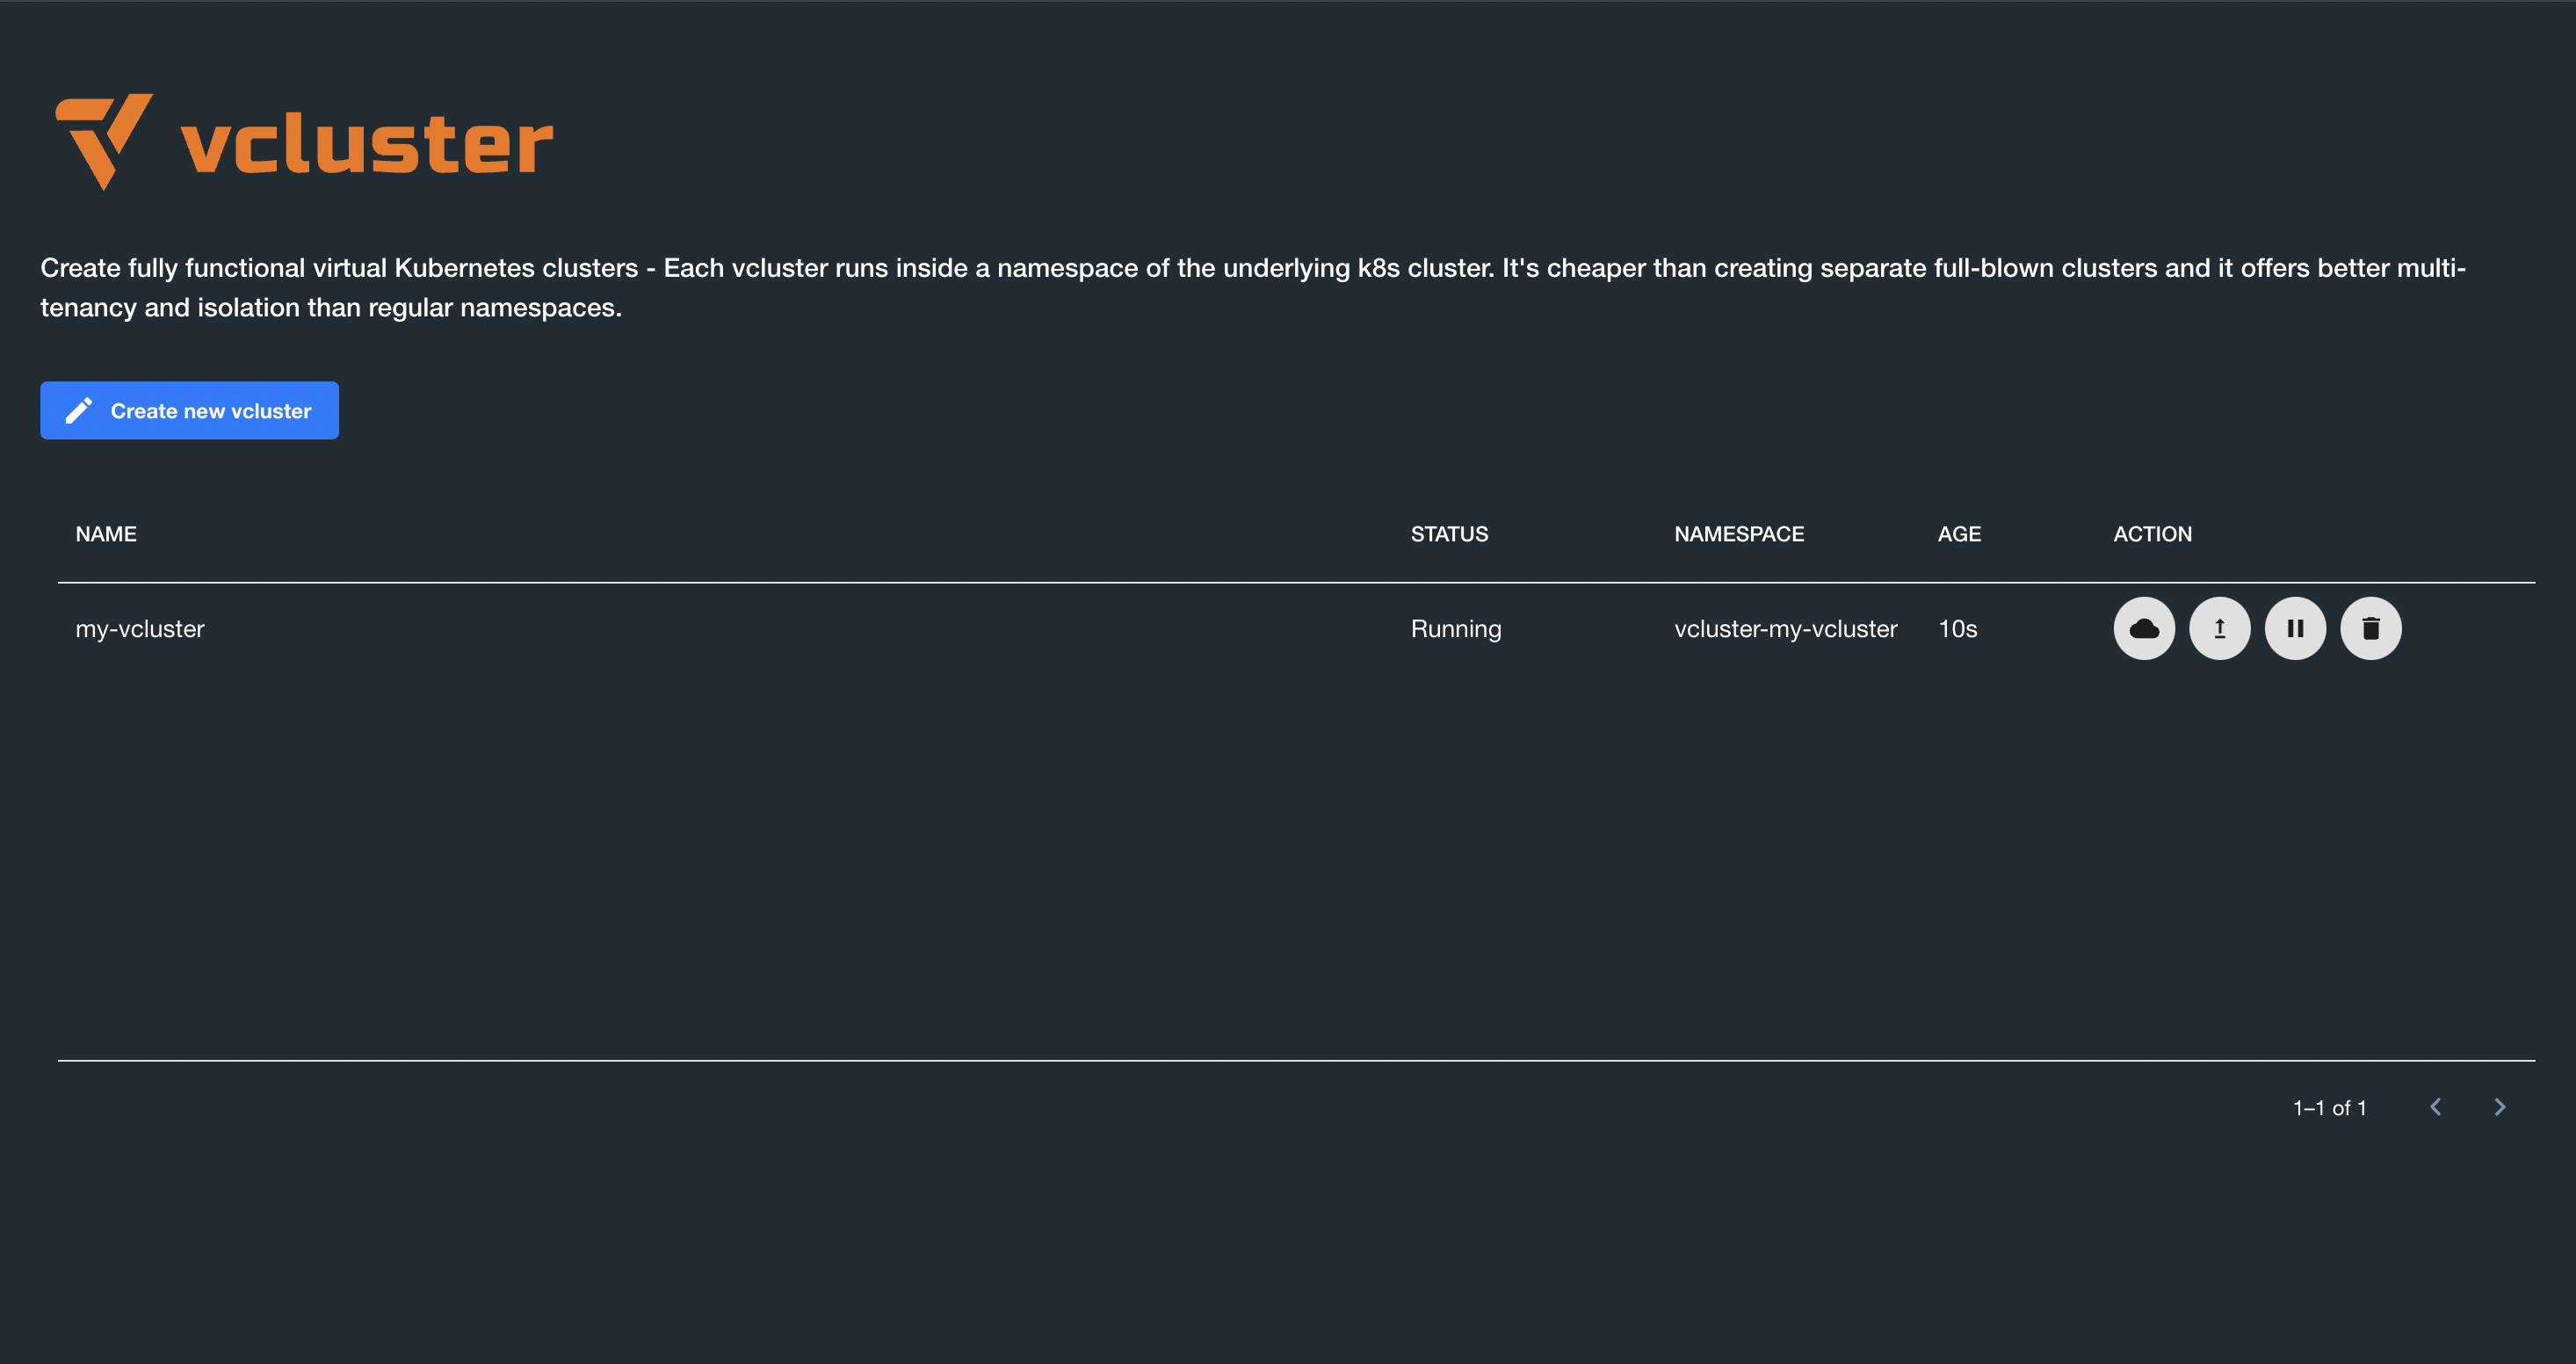 vcluster
Create fully functional virtual Kubernetes clusters - Each vcluster runs inside a namespace of the underlying k8s cluster. It's cheaper than creating separate full-blown clusters and it offers better multi-
tenancy and isolation than regular namespaces.
Create new vcluster
NAME STATUS NAMESPACE AGE ACTION
my-vcluster Running vcluster-my-vcluster 10s
1–1 of 1